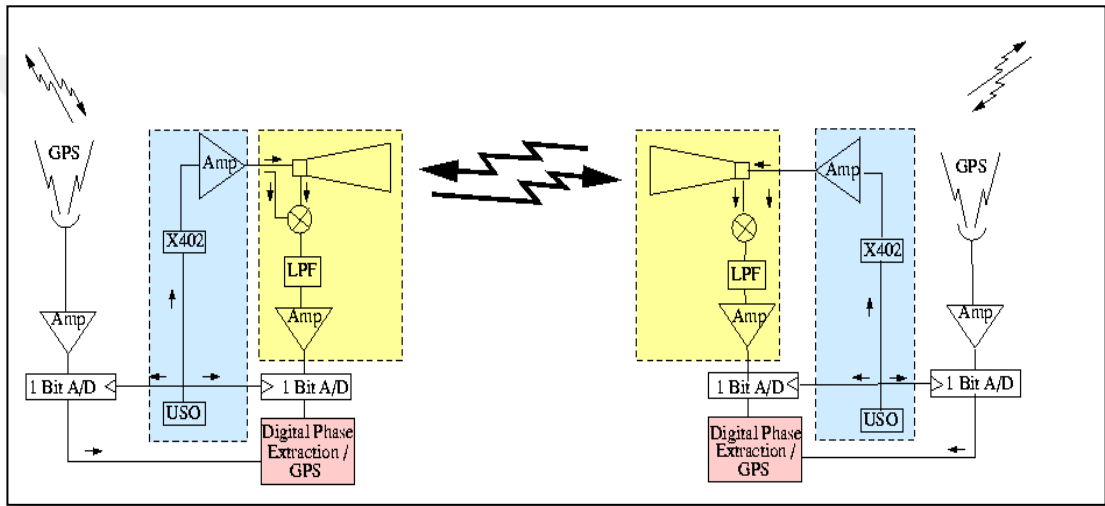 GPS
Amp
X402
LPF
Amp
Amp
1 Bit A/D
1 Bit A/D
USO
Digital Phase
Extraction /
GPS
Amp
GPS
X402
LPF
Amp
Amp
1 Bit A/D
1 Bit A/D
USO
Digital Phase
Extraction /
GPS